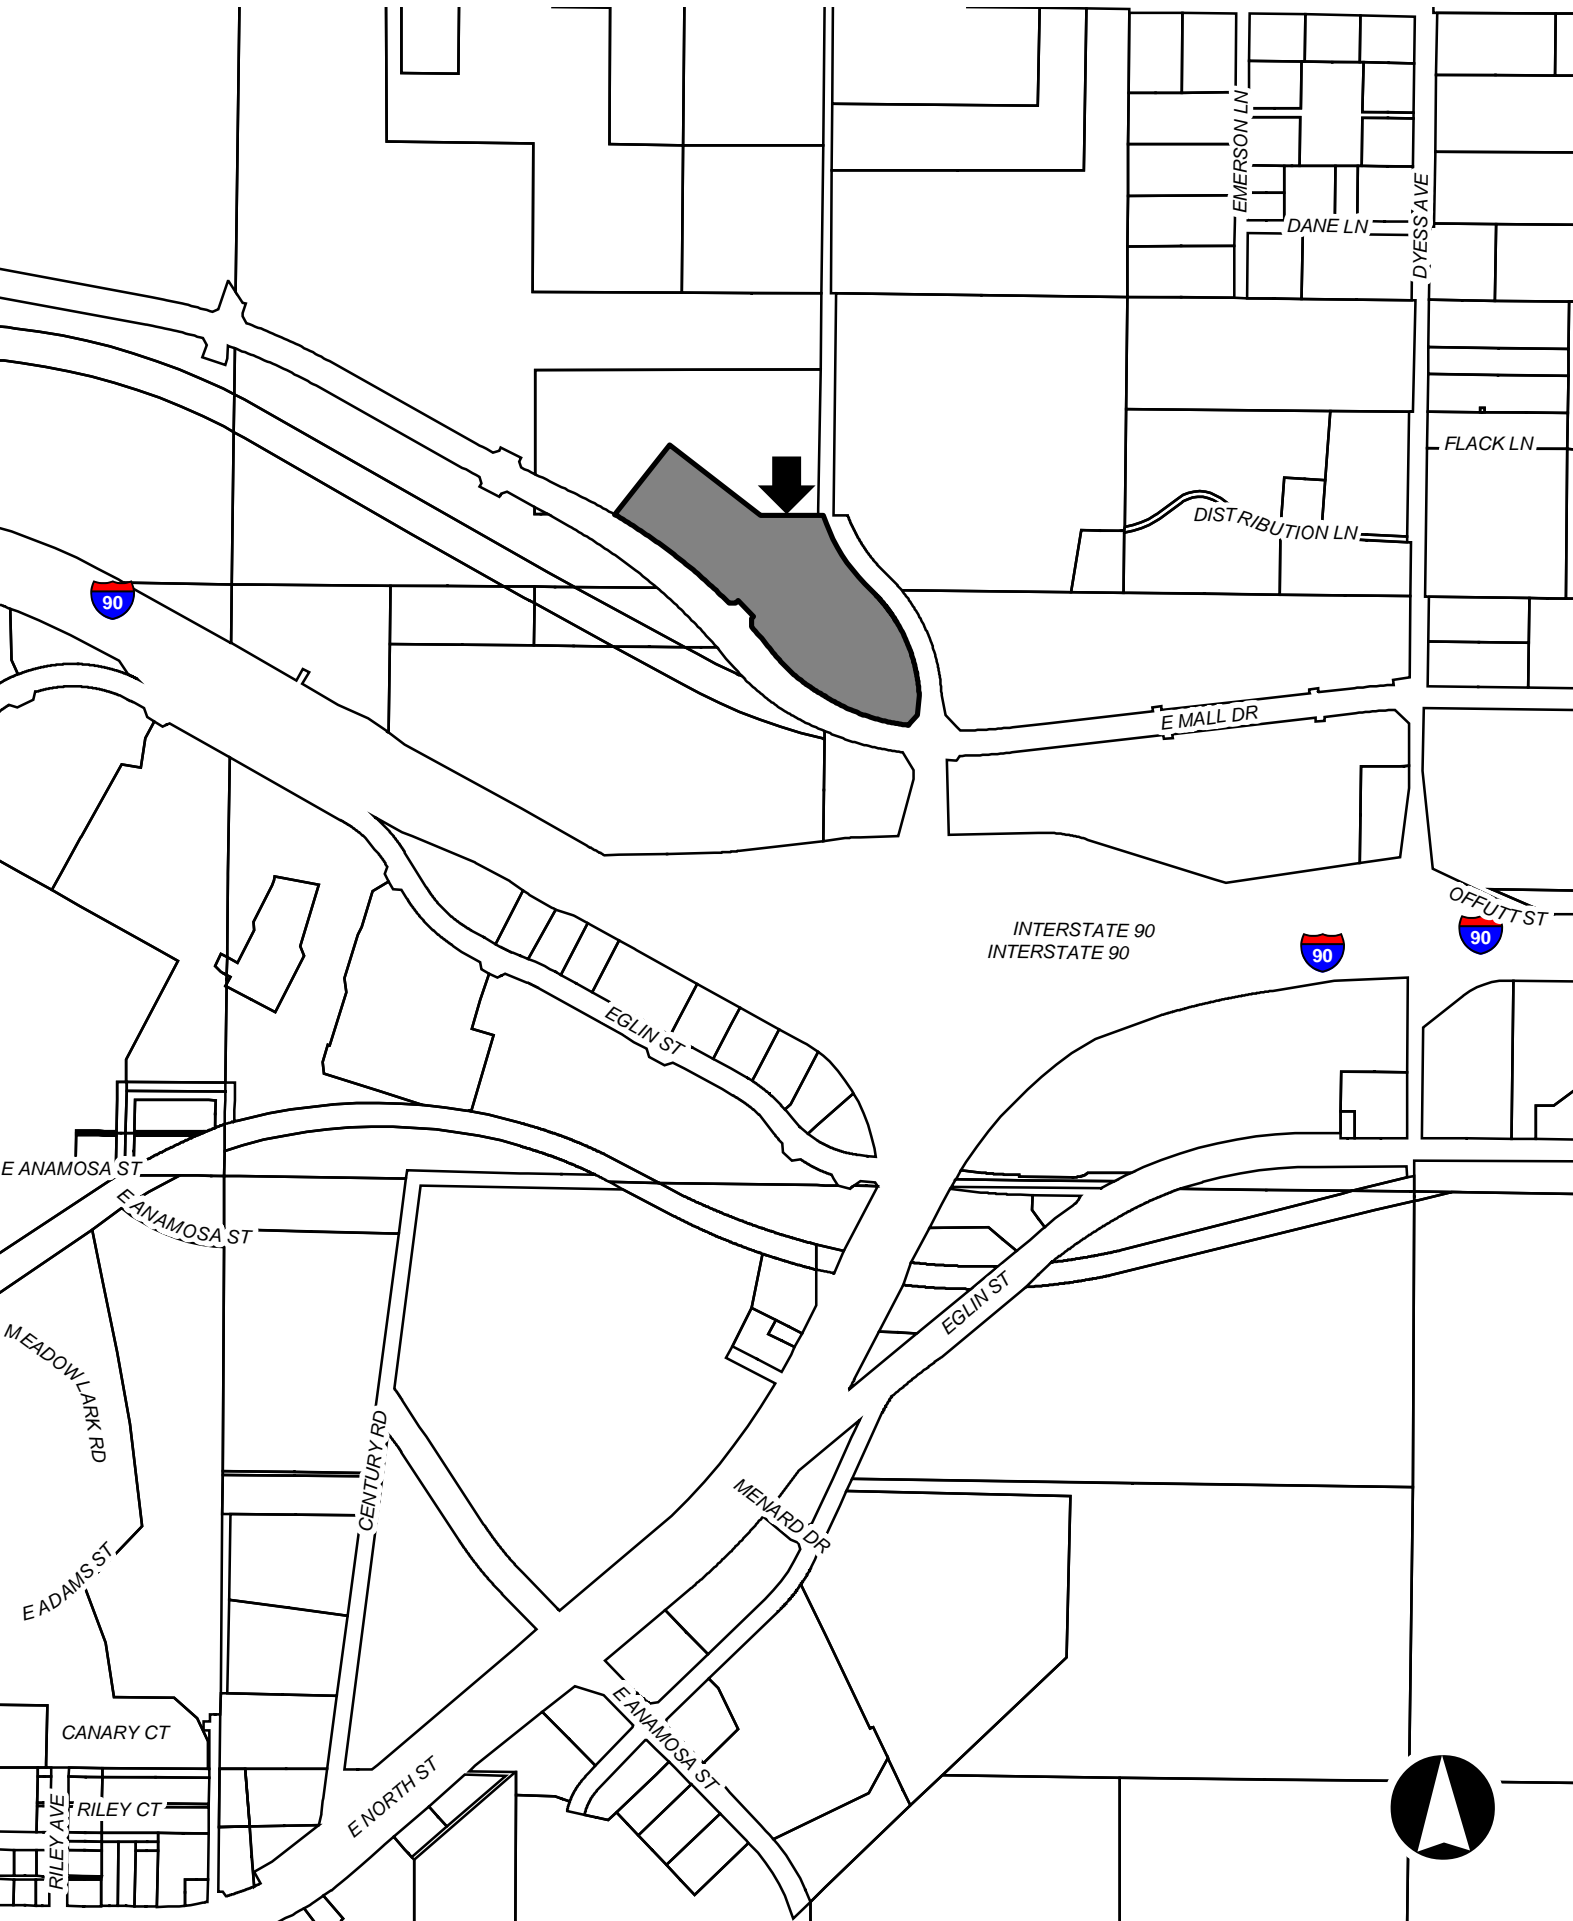 EMERSON LN
DANE LN
DYESS AVE
FLACK LN
DISTRIBUTION LN
90
E MALL DR
OFFUTT ST
INTERSTATE 90
INTERSTATE 90
90
90
EGLIN ST
E ANAMOSA ST
E ANAMOSA ST
EGLIN ST
MEADOWLARK RD
CENTURY RD
MENARD DR
E ADAMS ST
E ANAMOSA ST
CANARY CT
E NORTH ST
RILEY CT
RILEY AVE